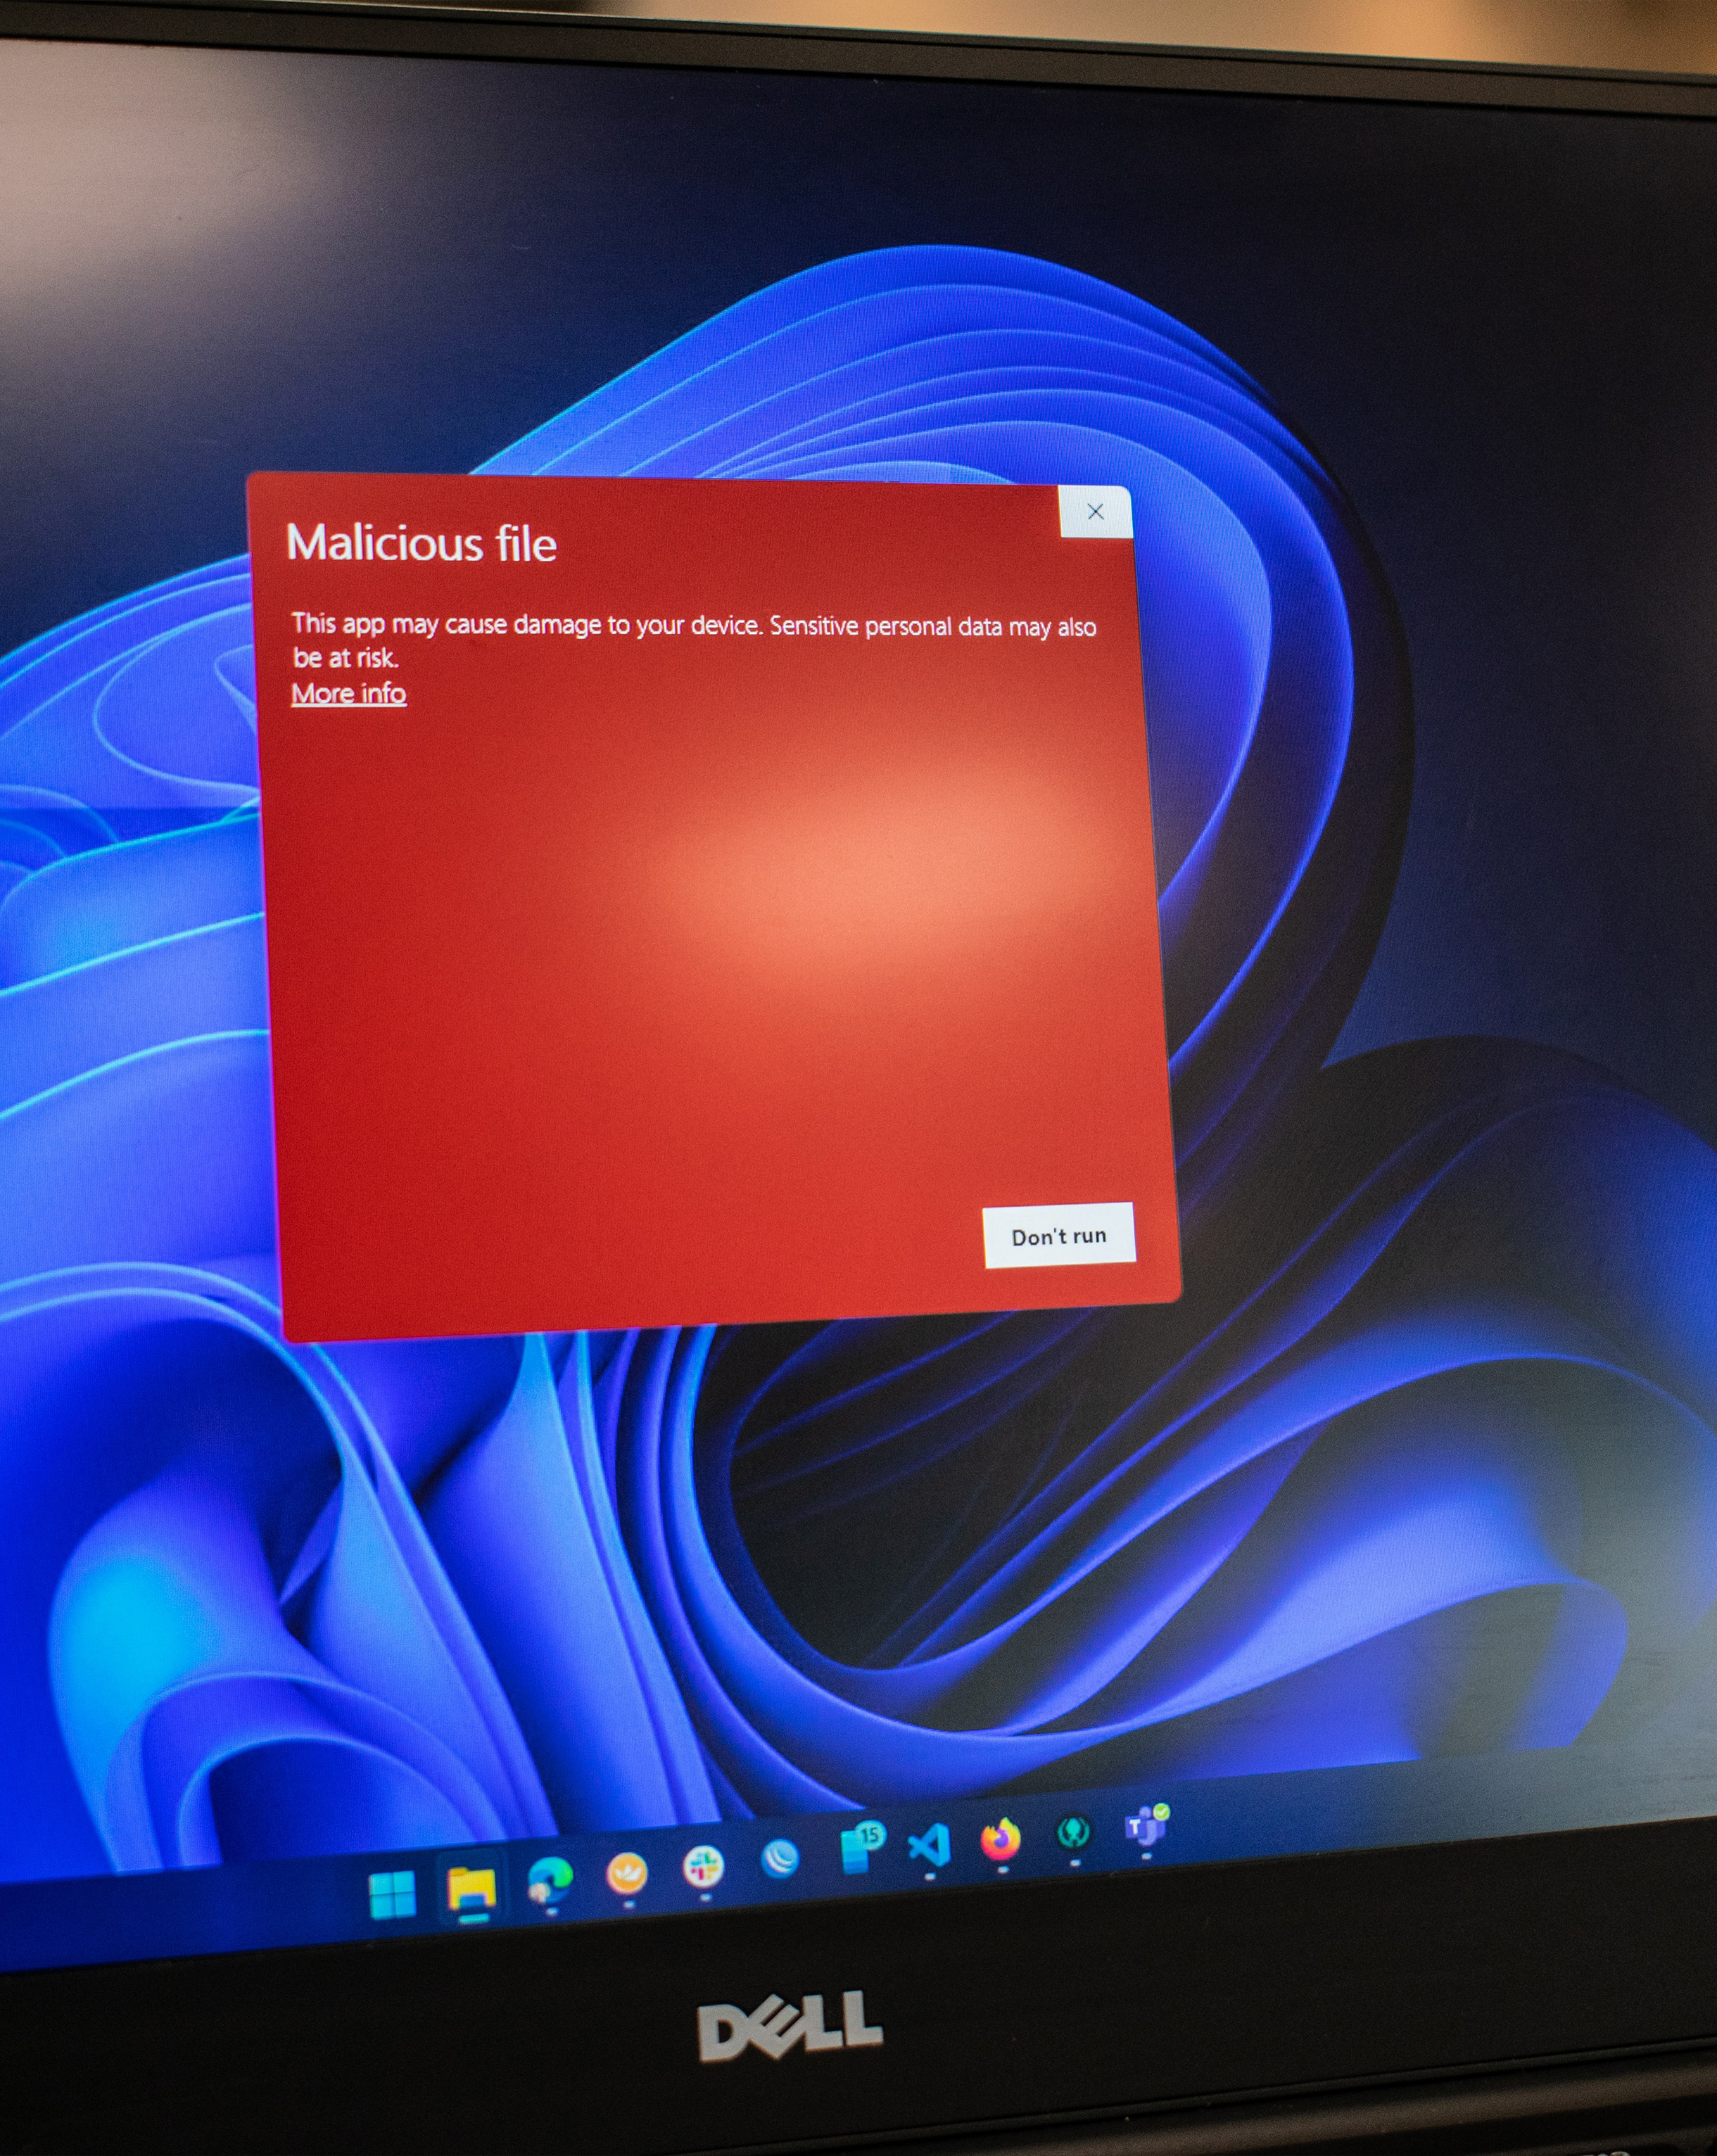 Malicious file
This app may cause damage to your device. Sensitive personal data may also
be at risk.
More info
Don't run
15
T
DELL